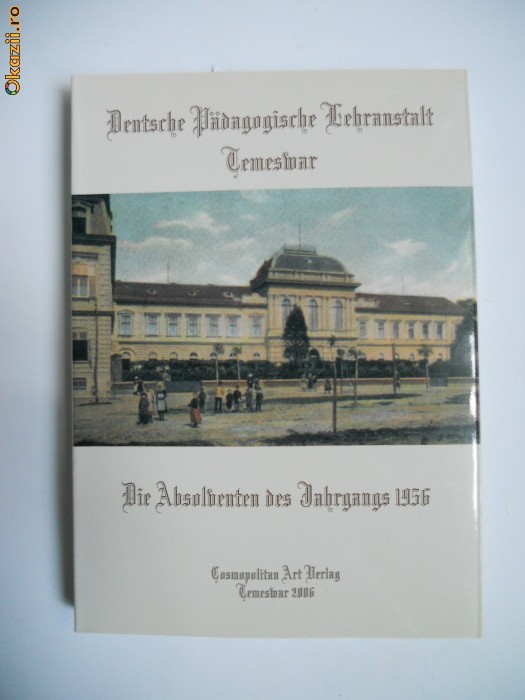 Okazii.ro
Deutsche Pädagogische Lehranstalt
Temeswar
Die Absolventen des Jahrgangs 1956
Cosmopolitan Art Verlag
Temeswar 2006